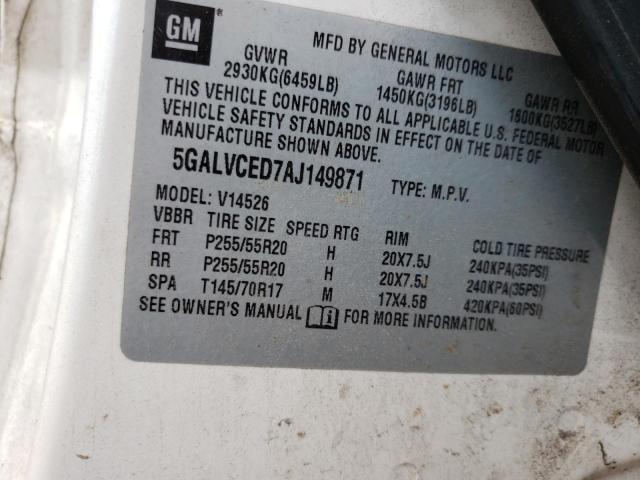 GM
MFD BY GENERAL MOTORS LLC
GVWR GAWR FRT GAWR RR
2930KG(6459LB) 1450KG(3196LB) 1600KG(3527LB)
THIS VEHICLE CONFORMS TO ALL APPLICABLE U.S. FEDERAL MOTOR
VEHICLE SAFETY STANDARDS IN EFFECT ON THE DATE OF
MANUFACTURE SHOWN ABOVE.
5GALVCED7AJ149871 TYPE: M.P.V.
MODEL: V14526
VBBR TIRE SIZE SPEED RTG RIM COLD TIRE PRESSURE
FRT P255/55R20 H 20X7.5J 240KPA(35PSI)
RR P255/55R20 H 20X7.5J 240KPA(35PSI)
SPA T145/70R17 M 17X4.5B 420KPA(60PSI)
SEE OWNER'S MANUAL FOR MORE INFORMATION.